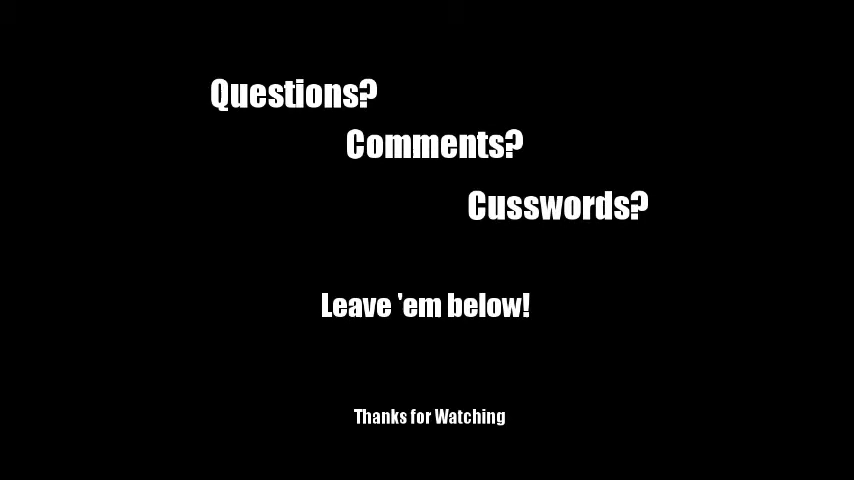 Questions?
Comments?
Cusswords?
Leave 'em below!
Thanks for Watching